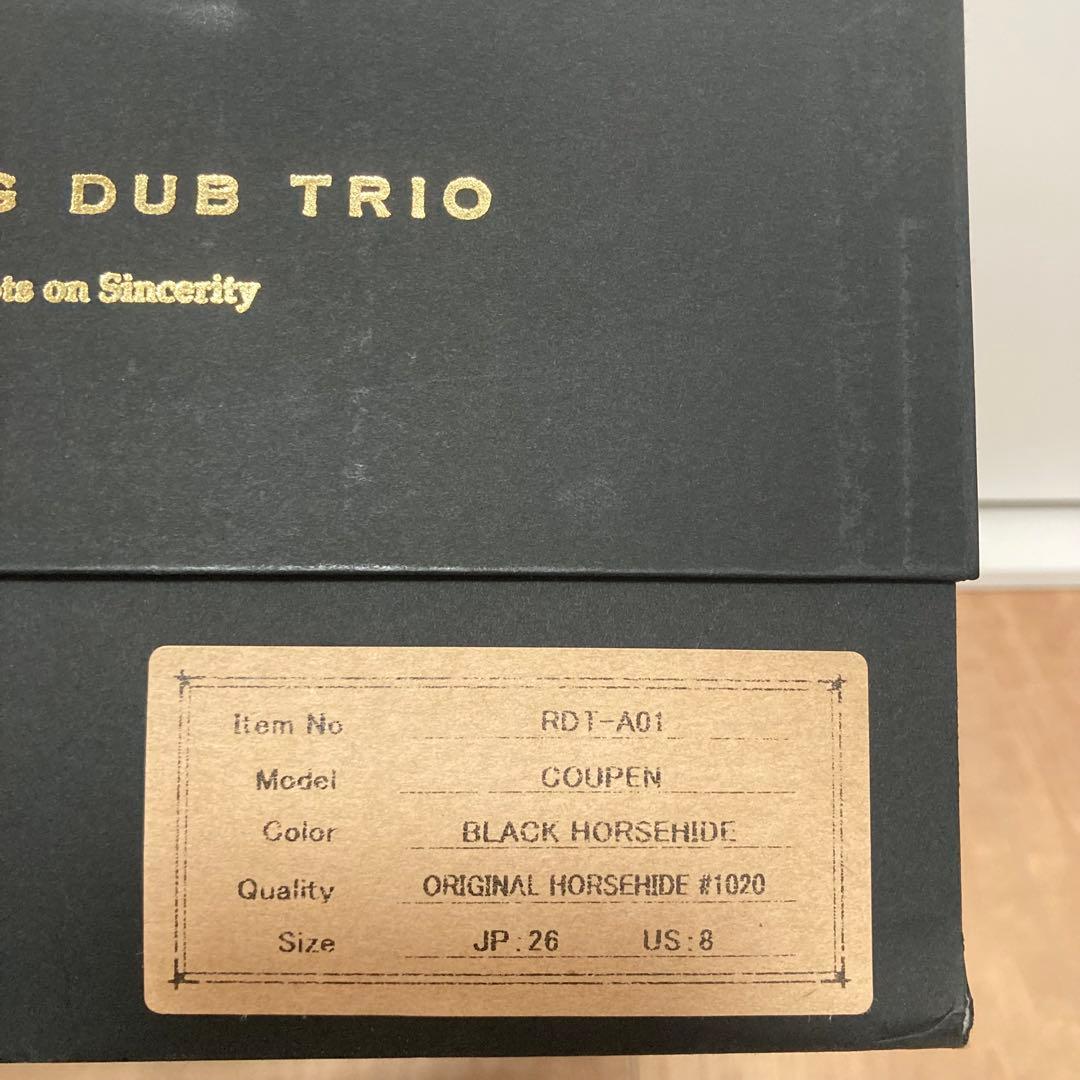 G DUB TRIO
ts on Sincerity
Item No RDT-A01
Model COUPEN
Color BLACK HORSEHIDE
Quality ORIGINAL HORSEHIDE #1020
Size JP:26 US:8